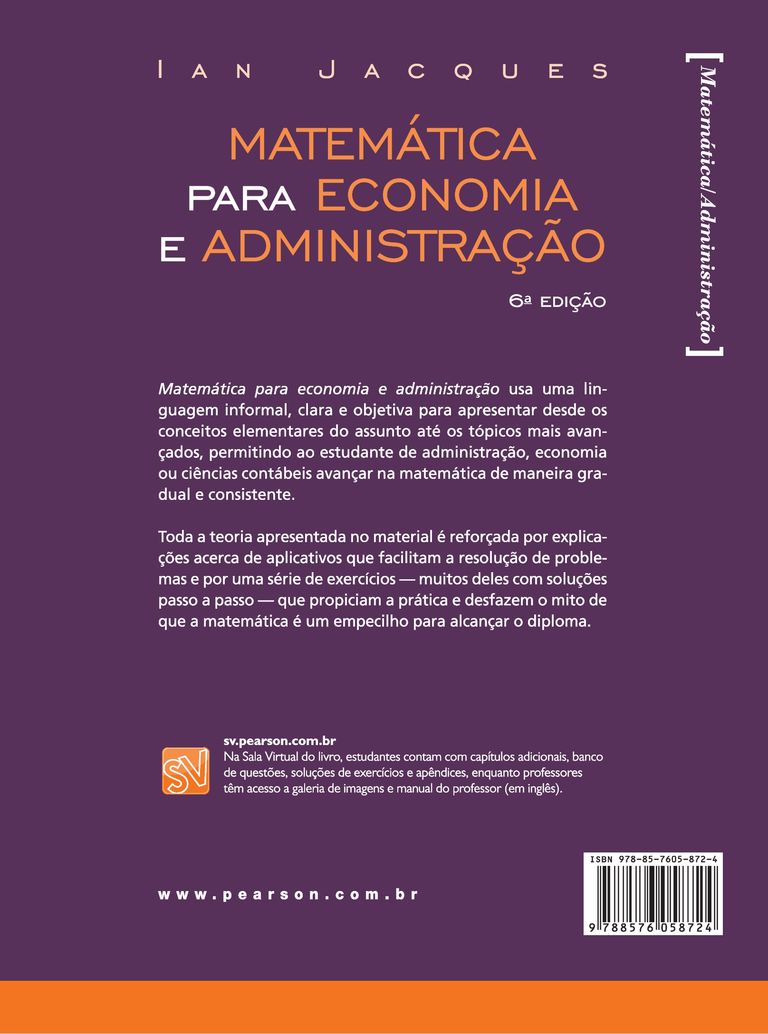 IAN JACQUES
MATEMÁTICA
PARA ECONOMIA
E ADMINISTRAÇÃO
6ª EDIÇÃO
[Matemática/Administração]
Matemática para economia e administração usa uma lin-
guagem informal, clara e objetiva para apresentar desde os
conceitos elementares do assunto até os tópicos mais avan-
çados, permitindo ao estudante de administração, economia
ou ciências contábeis avançar na matemática de maneira gra-
dual e consistente.
Toda a teoria apresentada no material é reforçada por explica-
ções acerca de aplicativos que facilitam a resolução de proble-
mas e por uma série de exercícios — muitos deles com soluções
passo a passo — que propiciam a prática e desfazem o mito de
que a matemática é um empecilho para alcançar o diploma.
SV
sv.pearson.com.br
Na Sala Virtual do livro, estudantes contam com capítulos adicionais, banco
de questões, soluções de exercícios e apêndices, enquanto professores
têm acesso a galeria de imagens e manual do professor (em inglês).
www.pearson.com.br
ISBN 978-85-7605-872-4
9 788576 058724